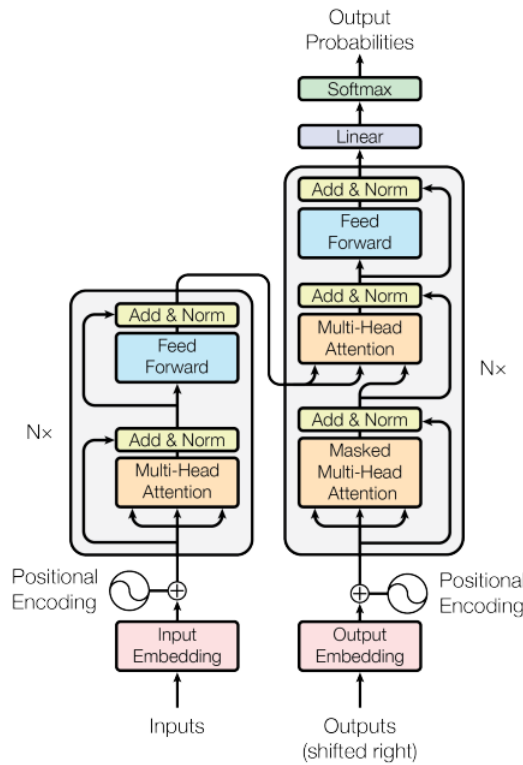 Output
Probabilities
Softmax
Linear
Add & Norm
Feed
Forward
Add & Norm
Multi-Head
Attention
Add & Norm
Masked
Multi-Head
Attention
N×
Add & Norm
Feed
Forward
Add & Norm
Multi-Head
Attention
N×
Positional
Encoding
Positional
Encoding
Input
Embedding
Output
Embedding
Inputs
Outputs
(shifted right)